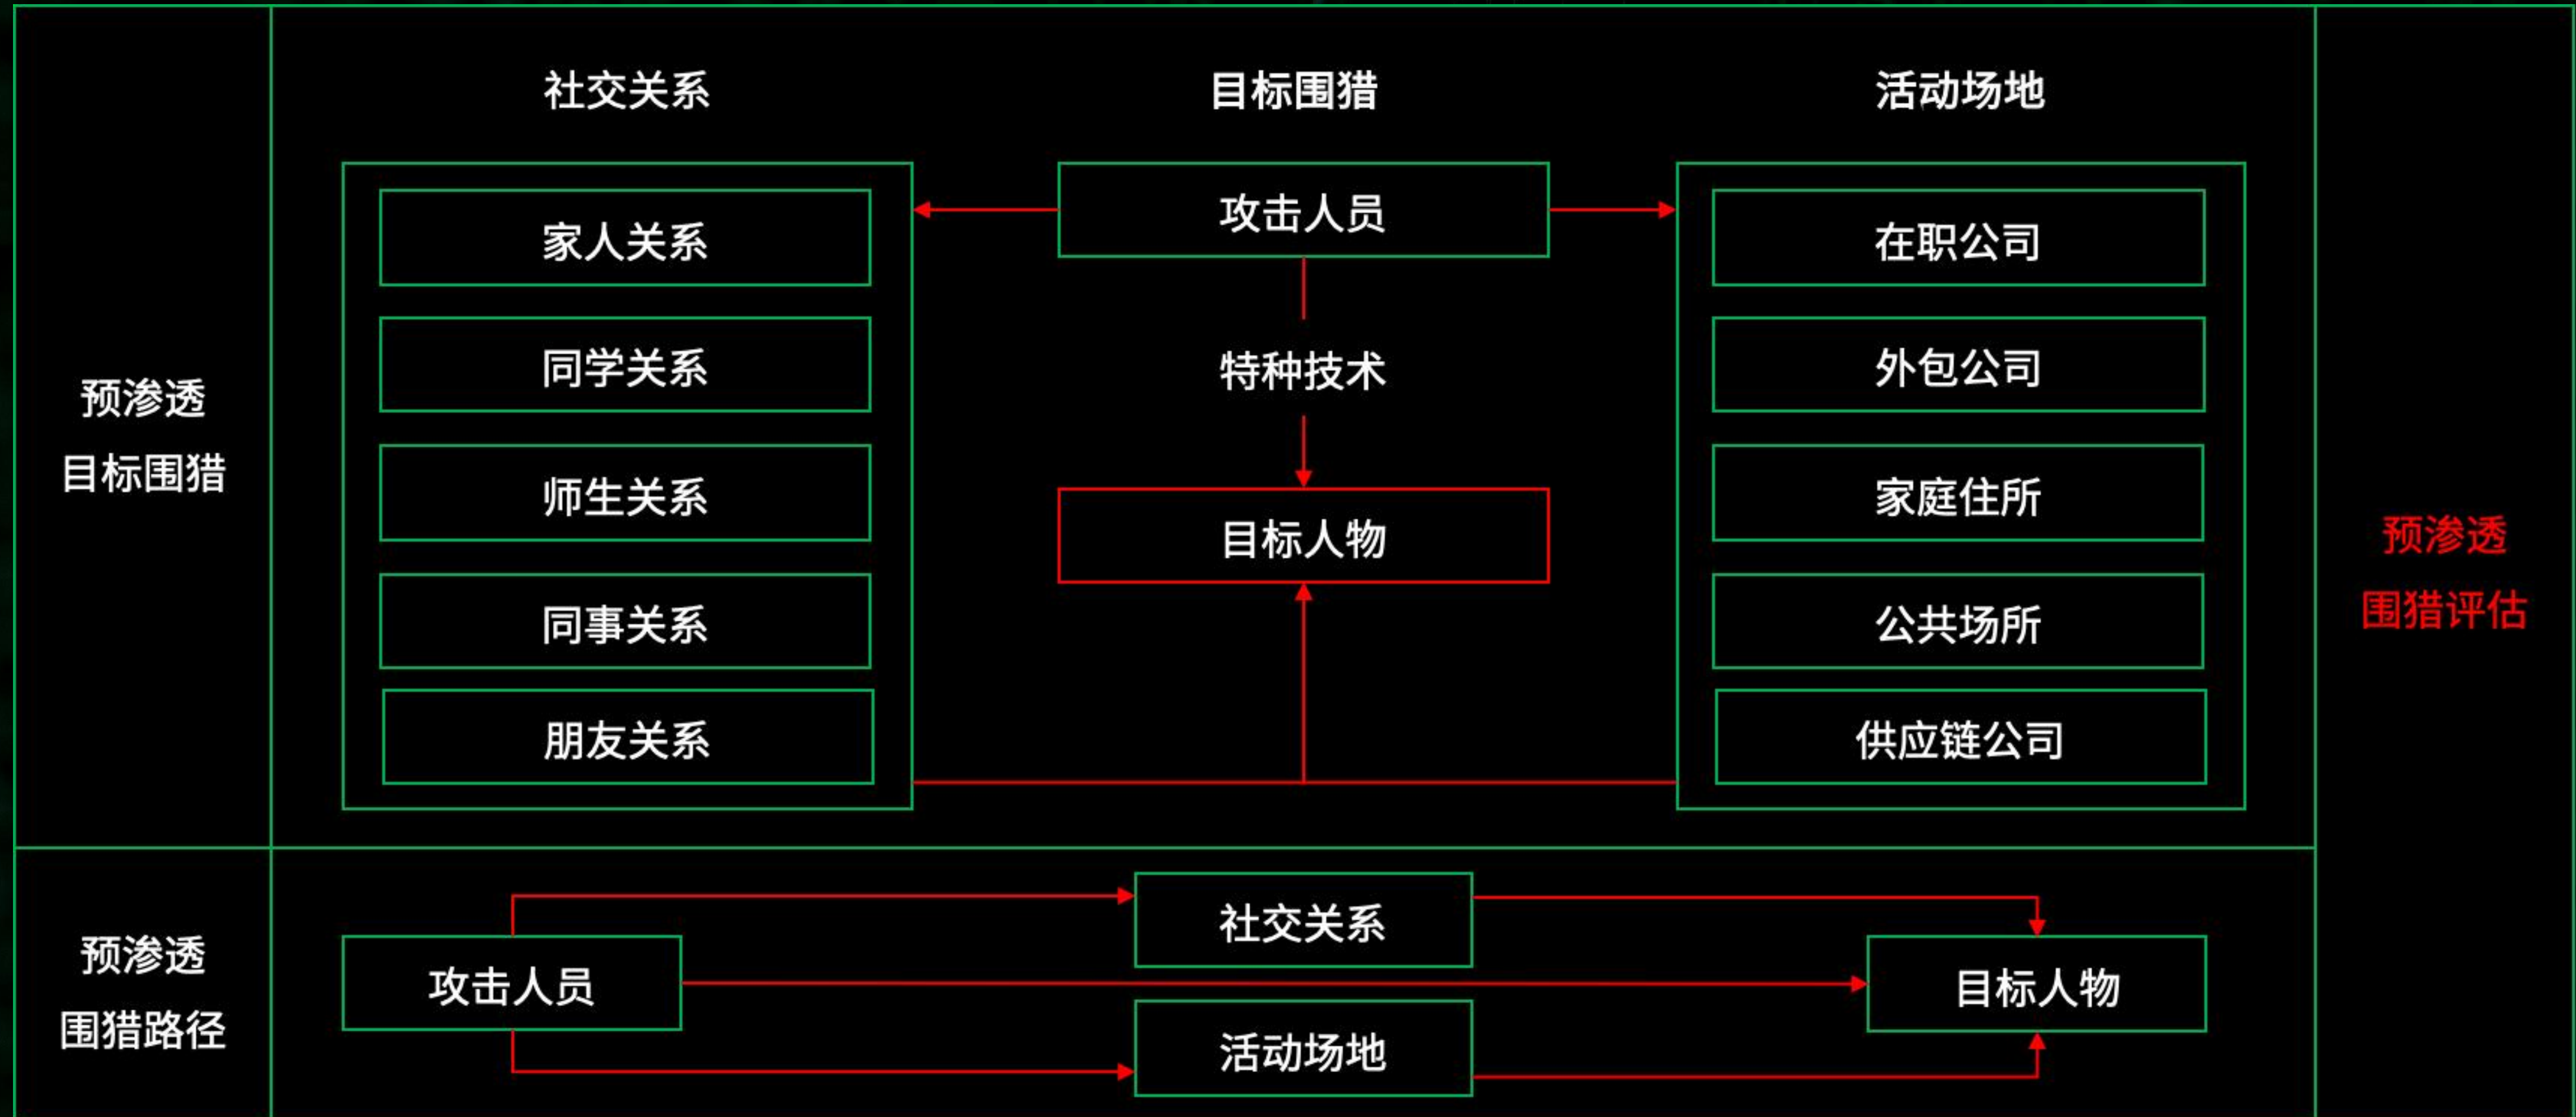 社交关系
目标围猎
活动场地
攻击人员
家人关系
在职公司
同学关系
特种技术
外包公司
预渗透
目标围猎
师生关系
目标人物
家庭住所
预渗透
围猎评估
同事关系
公共场所
朋友关系
供应链公司
预渗透
围猎路径
攻击人员
社交关系
活动场地
目标人物